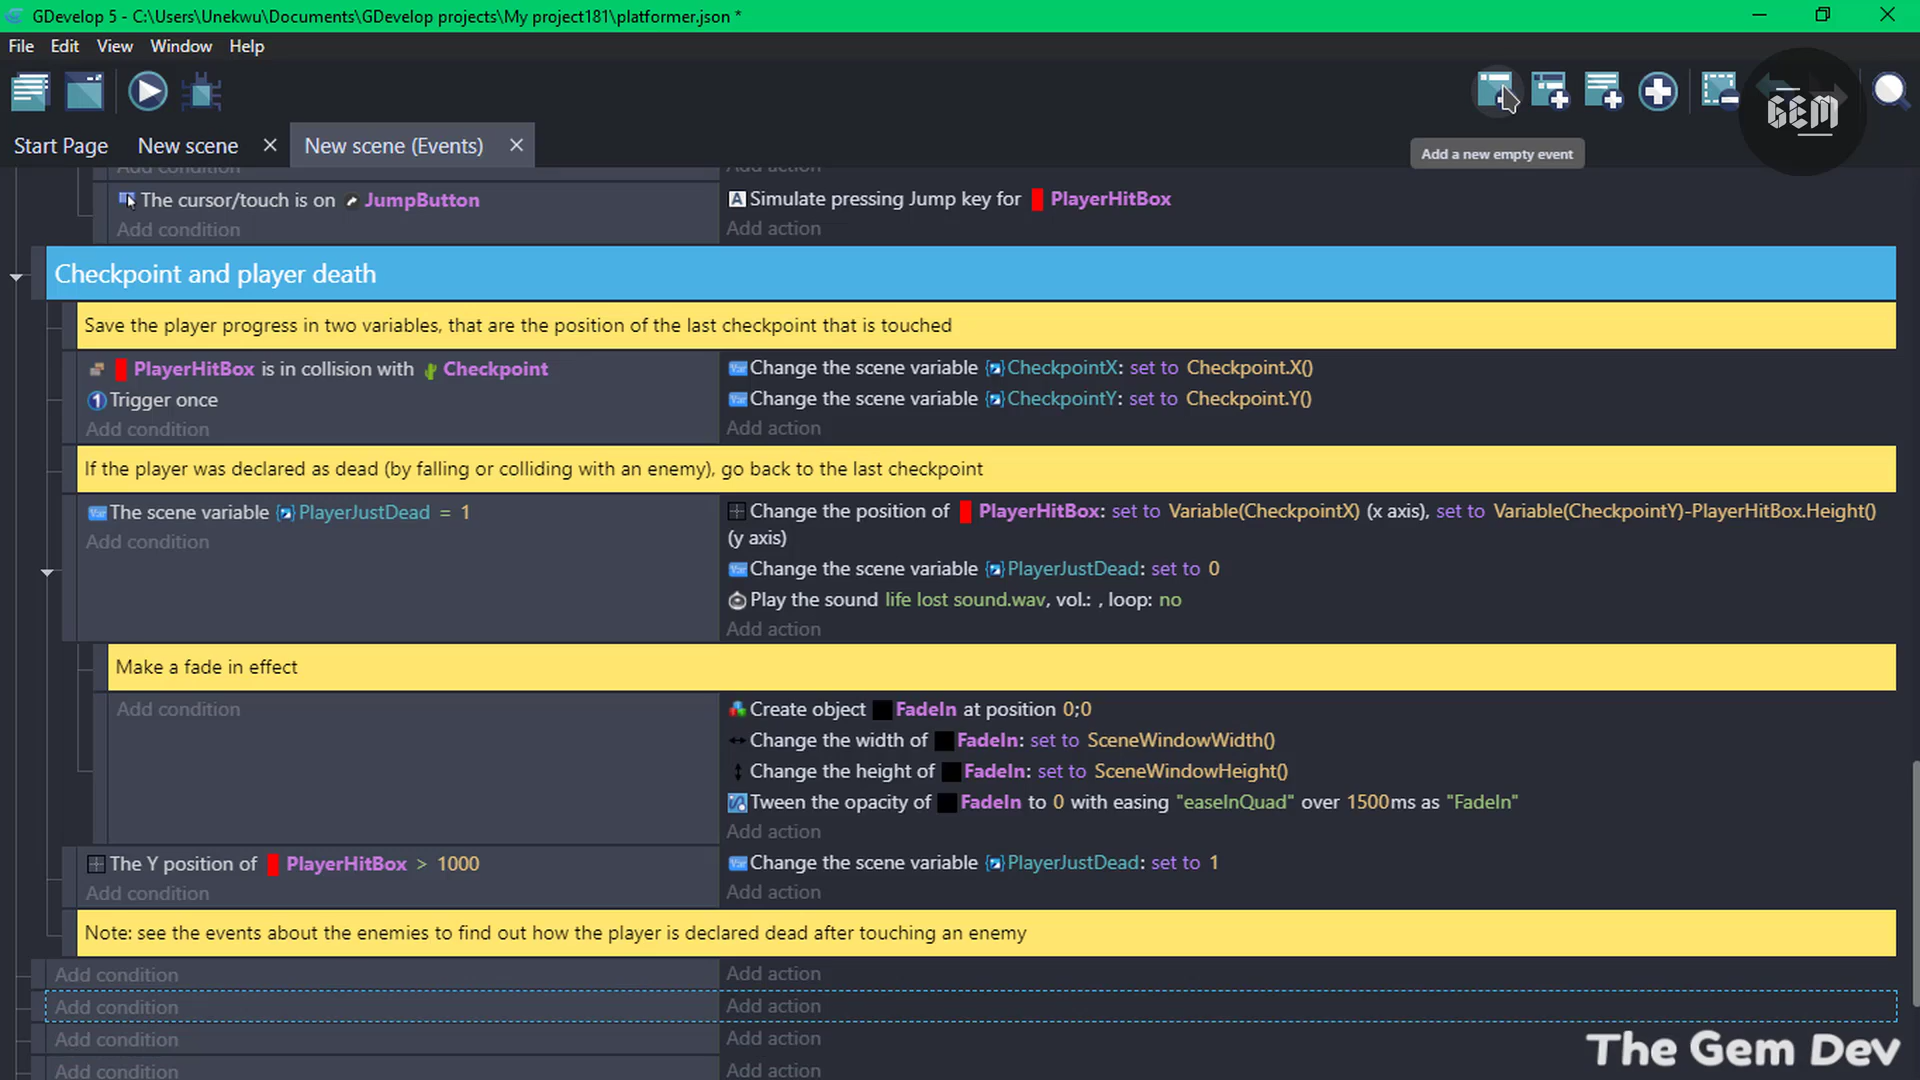 GDevelop 5 - C:\Users\Unekwu\Documents\GDevelop projects\My project181\platformer.json *
File Edit View Window Help
GEM
Add a new empty event
Start Page New scene New scene (Events)
Add condition Add action
The cursor/touch is on JumpButton Simulate pressing Jump key for PlayerHitBox
Add condition Add action
Checkpoint and player death
Save the player progress in two variables, that are the position of the last checkpoint that is touched
PlayerHitBox is in collision with Checkpoint Change the scene variable CheckpointX: set to Checkpoint.X()
Trigger once Change the scene variable CheckpointY: set to Checkpoint.Y()
Add condition Add action
If the player was declared as dead (by falling or colliding with an enemy), go back to the last checkpoint
The scene variable PlayerJustDead = 1 Change the position of PlayerHitBox: set to Variable(CheckpointX) (x axis), set to Variable(CheckpointY)-PlayerHitBox.Height()
Add condition (y axis)
Change the scene variable PlayerJustDead: set to 0
Play the sound life lost sound.wav, vol.: , loop: no
Add action
Make a fade in effect
Add condition Create object FadeIn at position 0;0
Change the width of FadeIn: set to SceneWindowWidth()
Change the height of FadeIn: set to SceneWindowHeight()
Tween the opacity of FadeIn to 0 with easing "easeInQuad" over 1500ms as "FadeIn"
Add action
The Y position of PlayerHitBox > 1000 Change the scene variable PlayerJustDead: set to 1
Add condition Add action
Note: see the events about the enemies to find out how the player is declared dead after touching an enemy
Add condition Add action
Add condition Add action
Add condition Add action
Add condition Add action
The Gem Dev